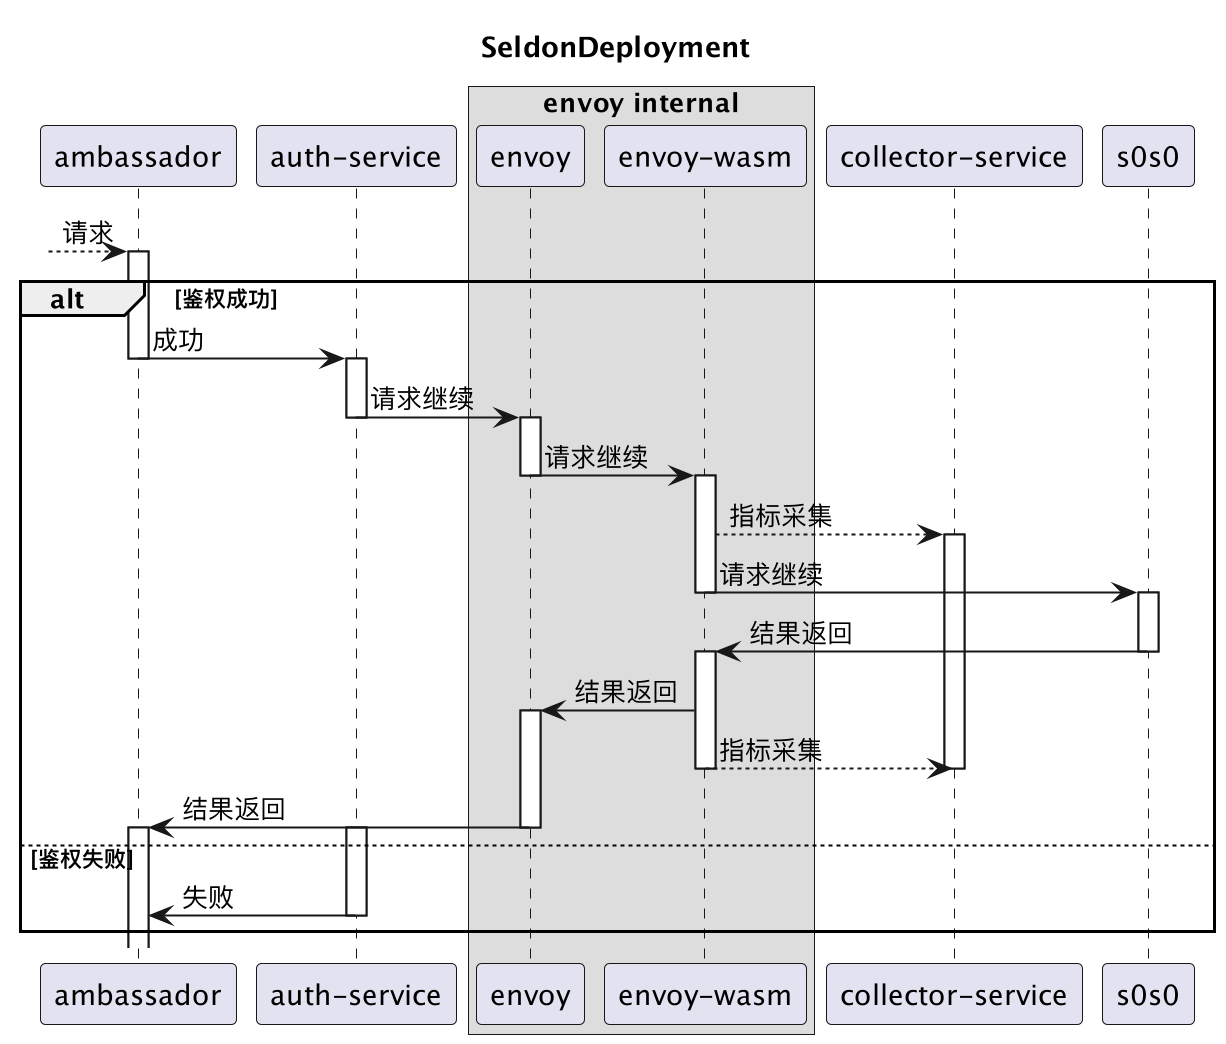 SeldonDeployment
envoy internal
ambassador
auth-service
envoy
envoy-wasm
collector-service
s0s0
请求
alt
[鉴权成功]
成功
请求继续
请求继续
指标采集
请求继续
结果返回
结果返回
指标采集
结果返回
[鉴权失败]
失败
ambassador
auth-service
envoy
envoy-wasm
collector-service
s0s0